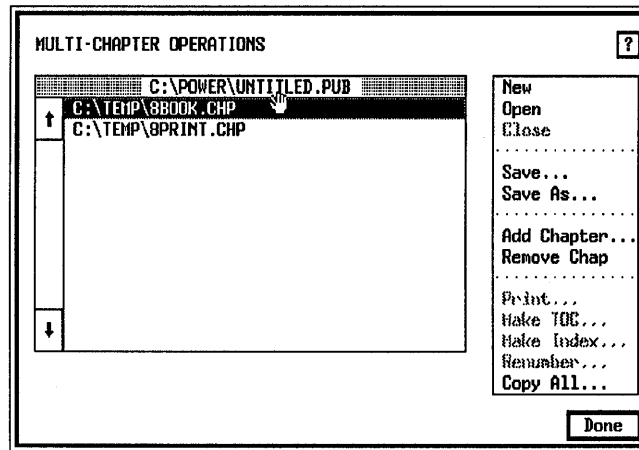 MULTI-CHAPTER OPERATIONS
?
C:\POWER\UNTITLED.PUB
C:\TEMP\8BOOK.CHP
C:\TEMP\8PRINT.CHP
New
Open
Close
Save...
Save As...
Add Chapter...
Remove Chap
Print...
Make TOC...
Make Index...
Renumber...
Copy All...
Done